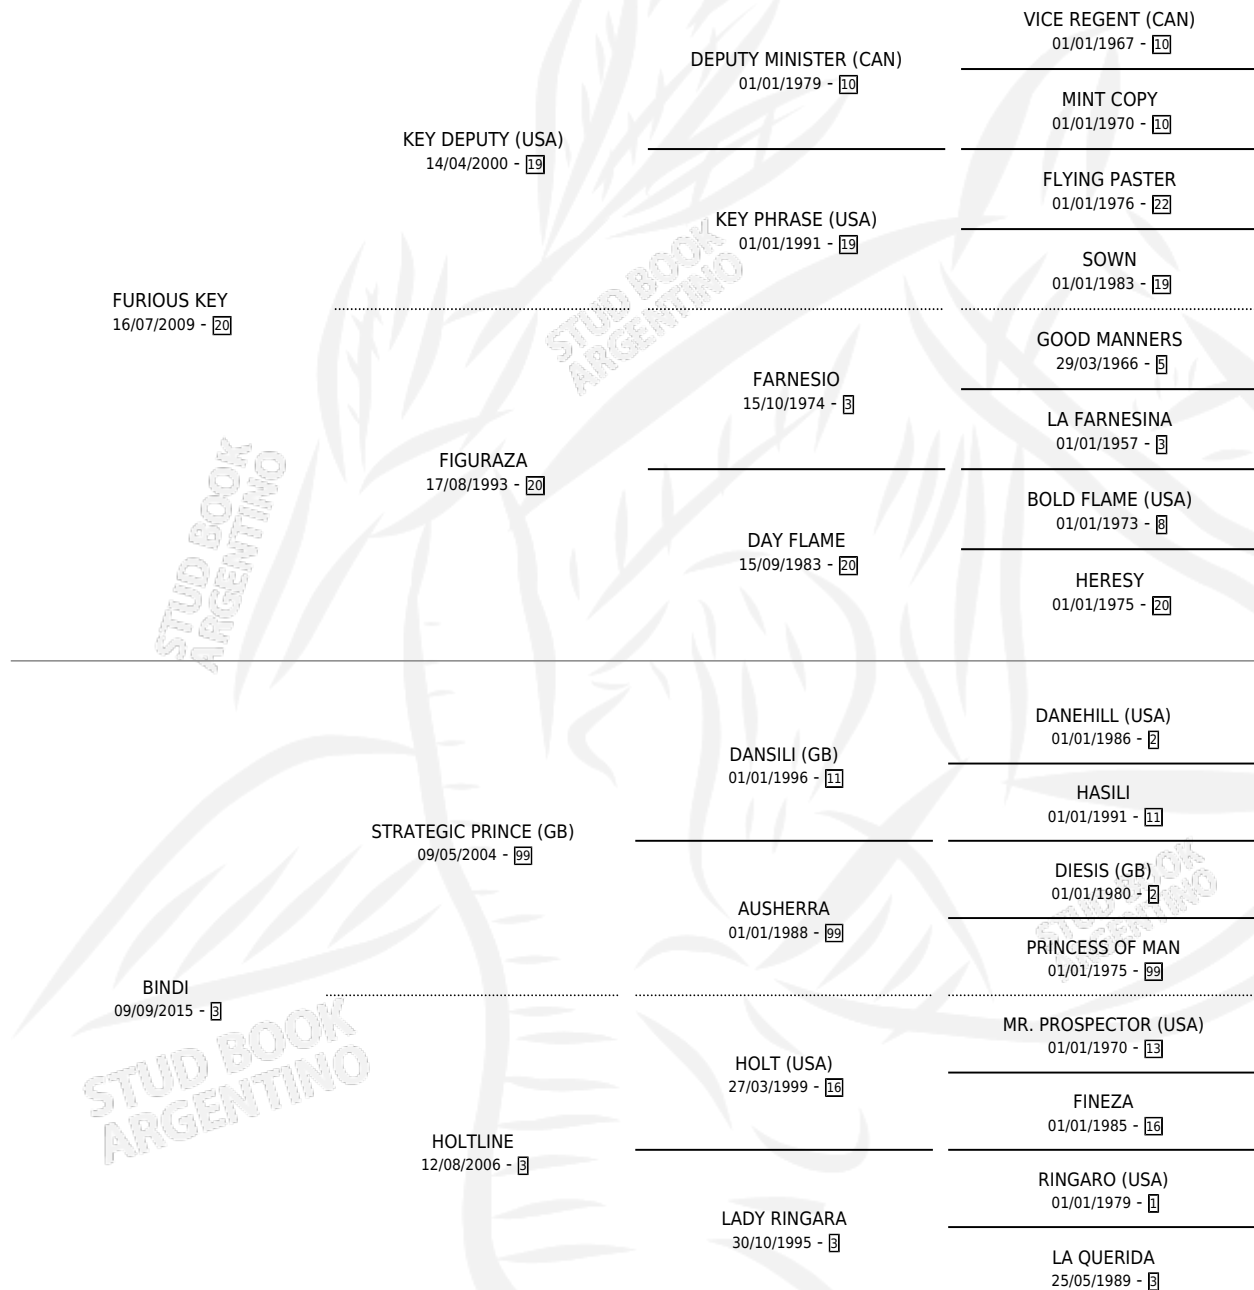 VICE REGENT (CAN)
01/01/1967 - 10
DEPUTY MINISTER (CAN)
01/01/1979 - 10
MINT COPY
01/01/1970 - 10
KEY DEPUTY (USA)
14/04/2000 - 19
FLYING PASTER
01/01/1976 - 22
KEY PHRASE (USA)
01/01/1991 - 19
SOWN
01/01/1983 - 19
FURIOUS KEY
16/07/2009 - 20
GOOD MANNERS
29/03/1966 - 5
FARNESIO
15/10/1974 - 3
LA FARNESINA
01/01/1957 - 3
FIGURAZA
17/08/1993 - 20
BOLD FLAME (USA)
01/01/1973 - 8
DAY FLAME
15/09/1983 - 20
HERESY
01/01/1975 - 20
DANEHILL (USA)
01/01/1986 - 2
DANSILI (GB)
01/01/1996 - 11
HASILI
01/01/1991 - 11
STRATEGIC PRINCE (GB)
09/05/2004 - 99
DIESIS (GB)
01/01/1980 - 2
AUSHERRA
01/01/1988 - 99
PRINCESS OF MAN
01/01/1975 - 99
BINDI
09/09/2015 - 3
MR. PROSPECTOR (USA)
01/01/1970 - 13
HOLT (USA)
27/03/1999 - 16
FINEZA
01/01/1985 - 16
HOLTLINE
12/08/2006 - 3
RINGARO (USA)
01/01/1979 - 1
LADY RINGARA
30/10/1995 - 3
LA QUERIDA
25/05/1989 - 3
STUD BOOK
ARGENTINO
STUD BOOK
ARGENTINO
STUD BOOK
ARGENTINO
STUD BOOK
ARGENTINO